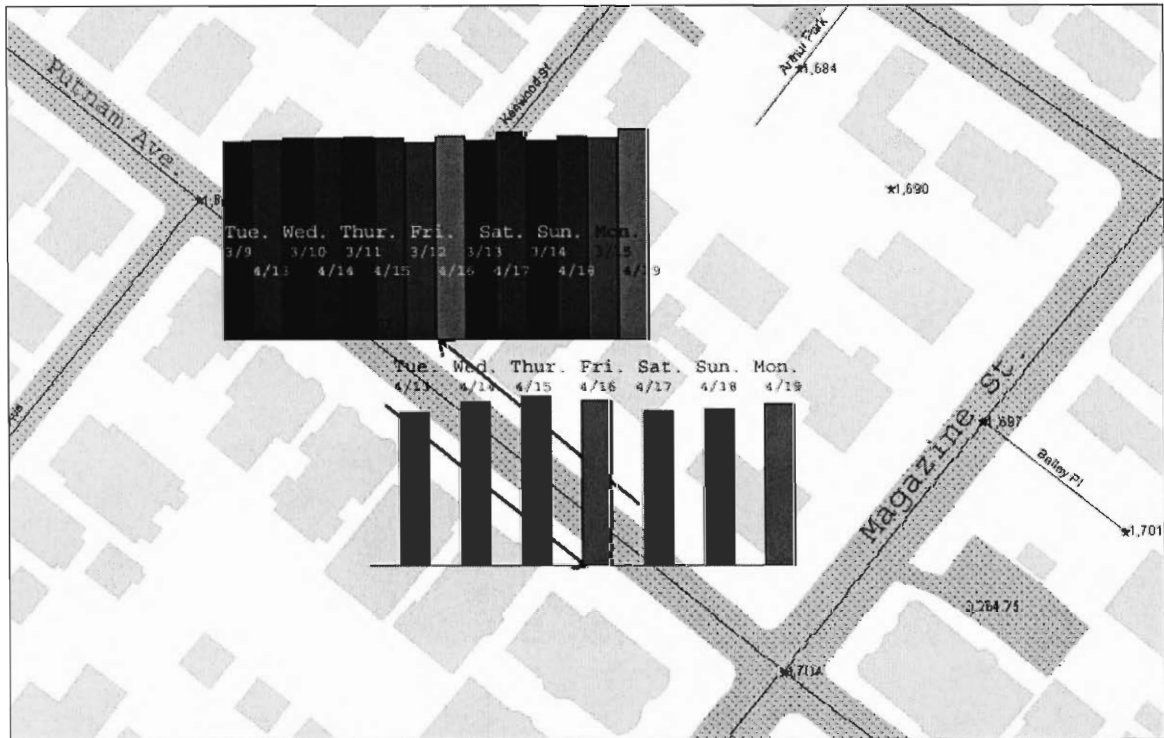 Putnam Ave.
Kenwood St
Arthur Park
1,684
1,690
Tue. Wed. Thur. Fri. Sat. Sun. Mon.
3/9 3/10 3/11 3/12 3/13 3/14 3/15
4/13 4/14 4/15 4/16 4/17 4/18 4/19
Tue. Wed. Thur. Fri. Sat. Sun. Mon.
4/13 4/14 4/15 4/16 4/17 4/18 4/19
Magazine St.
1,697
Bailey Pl
1,701
1,704